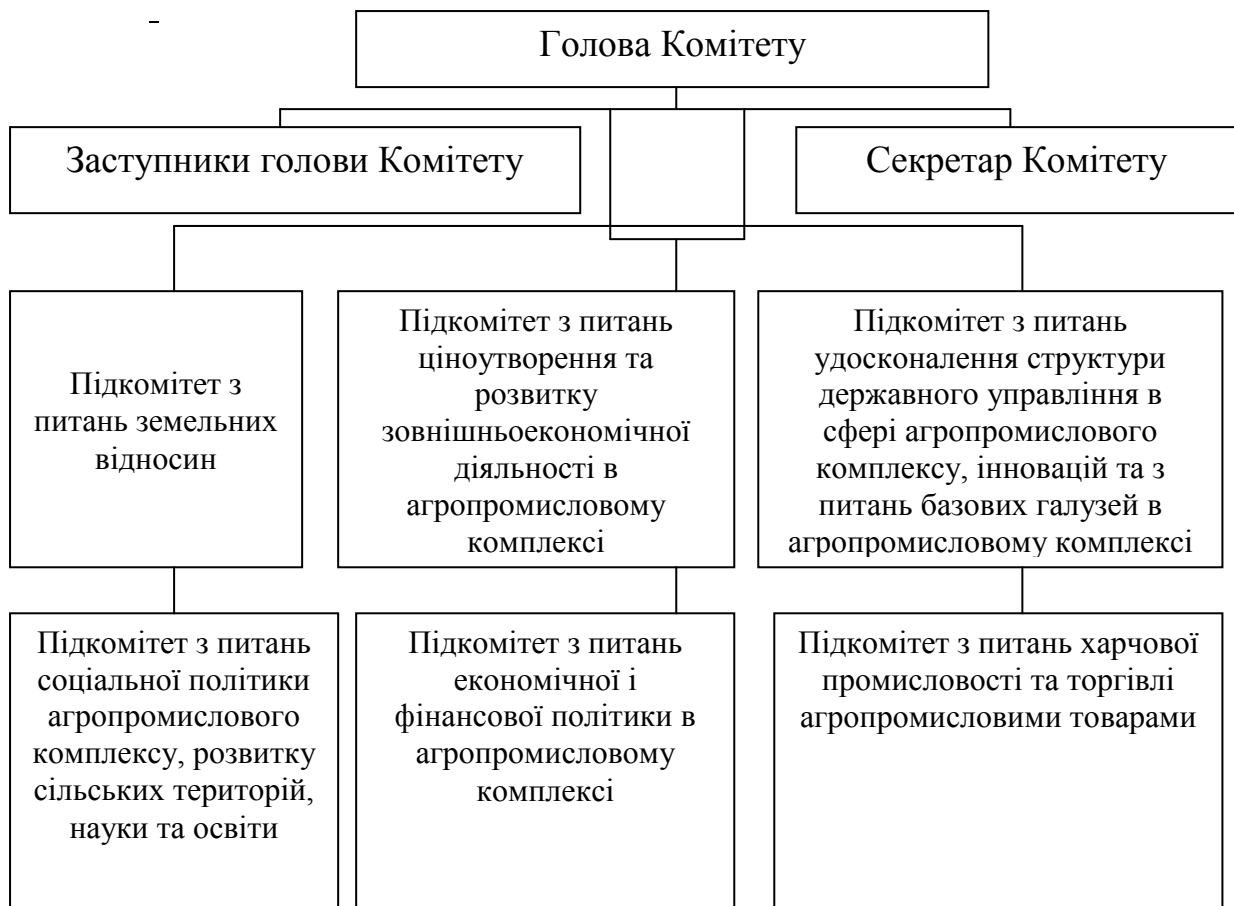 Голова Комітету
Заступники голови Комітету
Секретар Комітету
Підкомітет з
питань земельних
відносин
Підкомітет з питань
ціноутворення та
розвитку
зовнішньоекономічної
діяльності в
агропромисловому
комплексі
Підкомітет з питань
удосконалення структури
державного управління в
сфері агропромислового
комплексу, інновацій та з
питань базових галузей в
агропромисловому комплексі
Підкомітет з питань
соціальної політики
агропромислового
комплексу, розвитку
сільських територій,
науки та освіти
Підкомітет з питань
економічної і
фінансової політики в
агропромисловому
комплексі
Підкомітет з питань харчової
промисловості та торгівлі
агропромисловими товарами